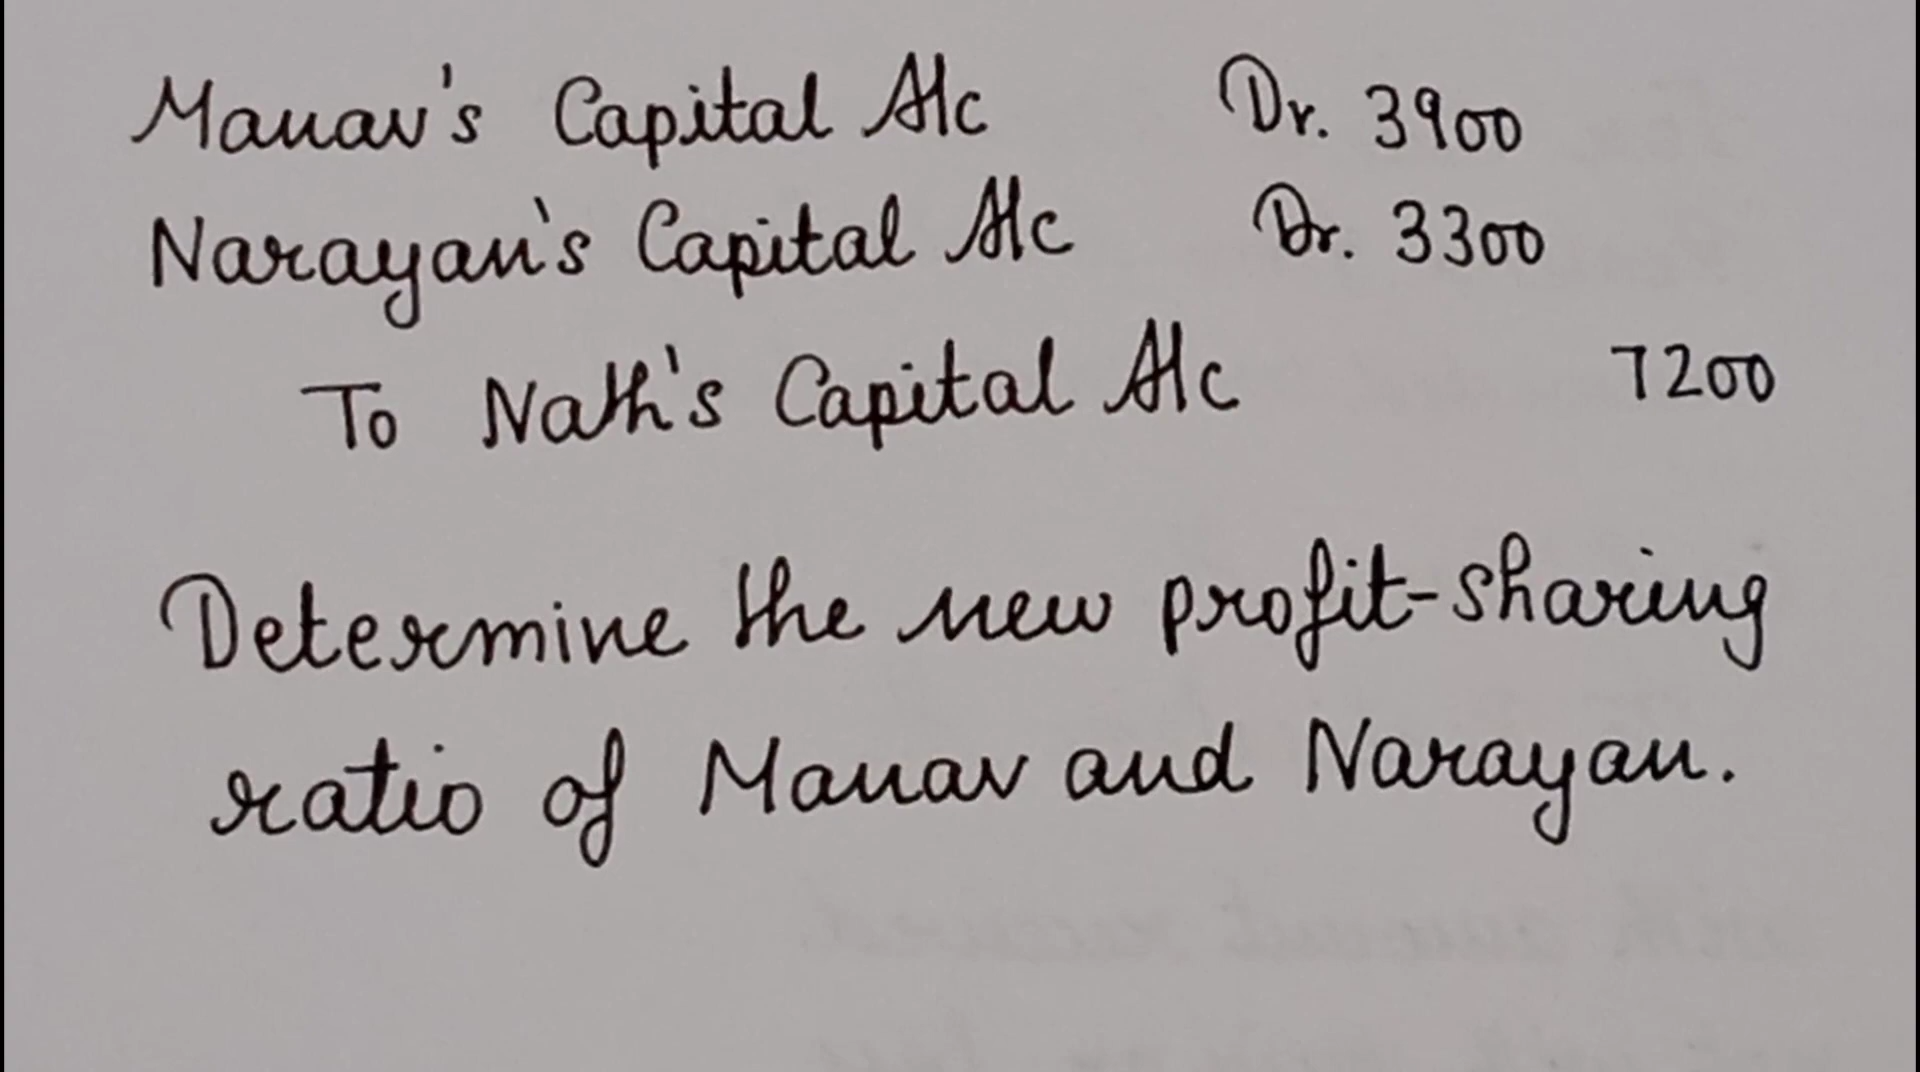 Manav's Capital A/c Dr. 3900
Narayan's Capital A/c Dr. 3300
To Nath's Capital A/c 7200
Determine the new profit-sharing
ratio of Manav and Narayan.